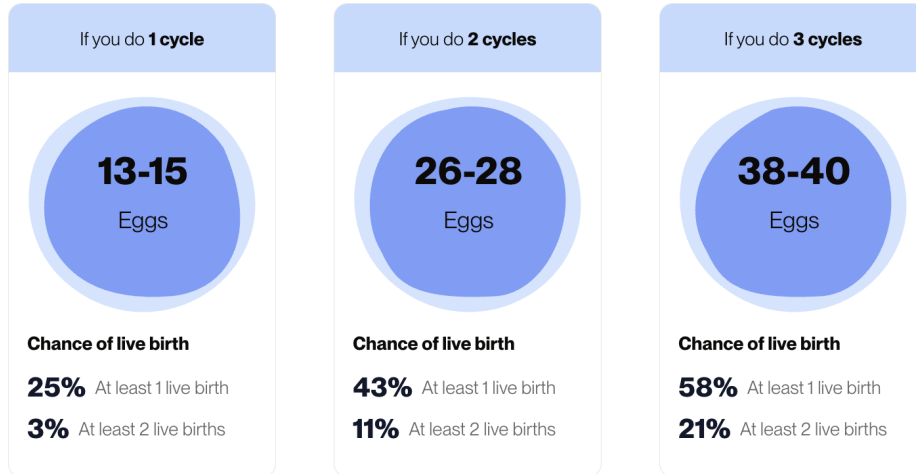 If you do 1 cycle
13-15
Eggs
Chance of live birth
25% At least 1 live birth
3% At least 2 live births
If you do 2 cycles
26-28
Eggs
Chance of live birth
43% At least 1 live birth
11% At least 2 live births
If you do 3 cycles
38-40
Eggs
Chance of live birth
58% At least 1 live birth
21% At least 2 live births